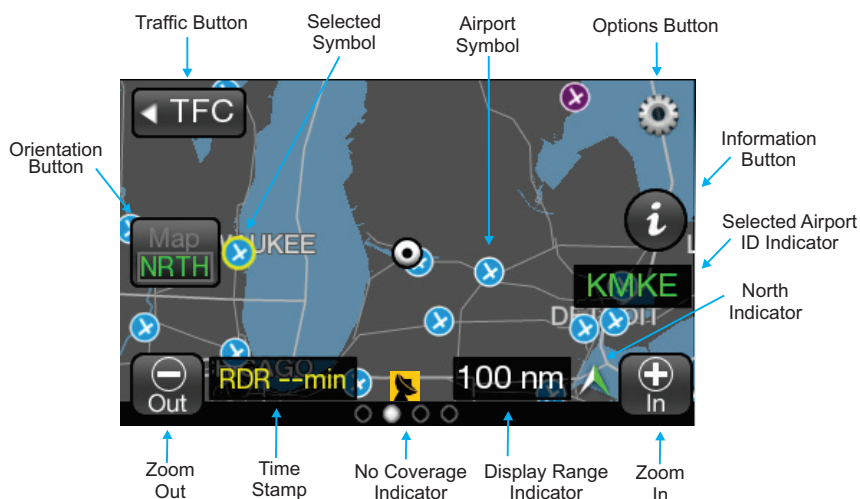 Traffic Button
Selected
Symbol
Airport
Symbol
Options Button
TFC
Orientation
Button
Information
Button
Map
NRTH
UKEE
i
Selected Airport
ID Indicator
KMKE
North
Indicator
Out
RDR --min
100 nm
In
Zoom
Out
Time
Stamp
No Coverage
Indicator
Display Range
Indicator
Zoom
In